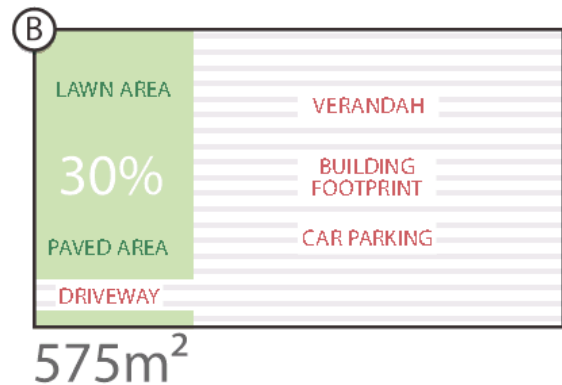 B
LAWN AREA
30%
PAVED AREA
DRIVEWAY
VERANDAH
BUILDING
FOOTPRINT
CAR PARKING
575m²